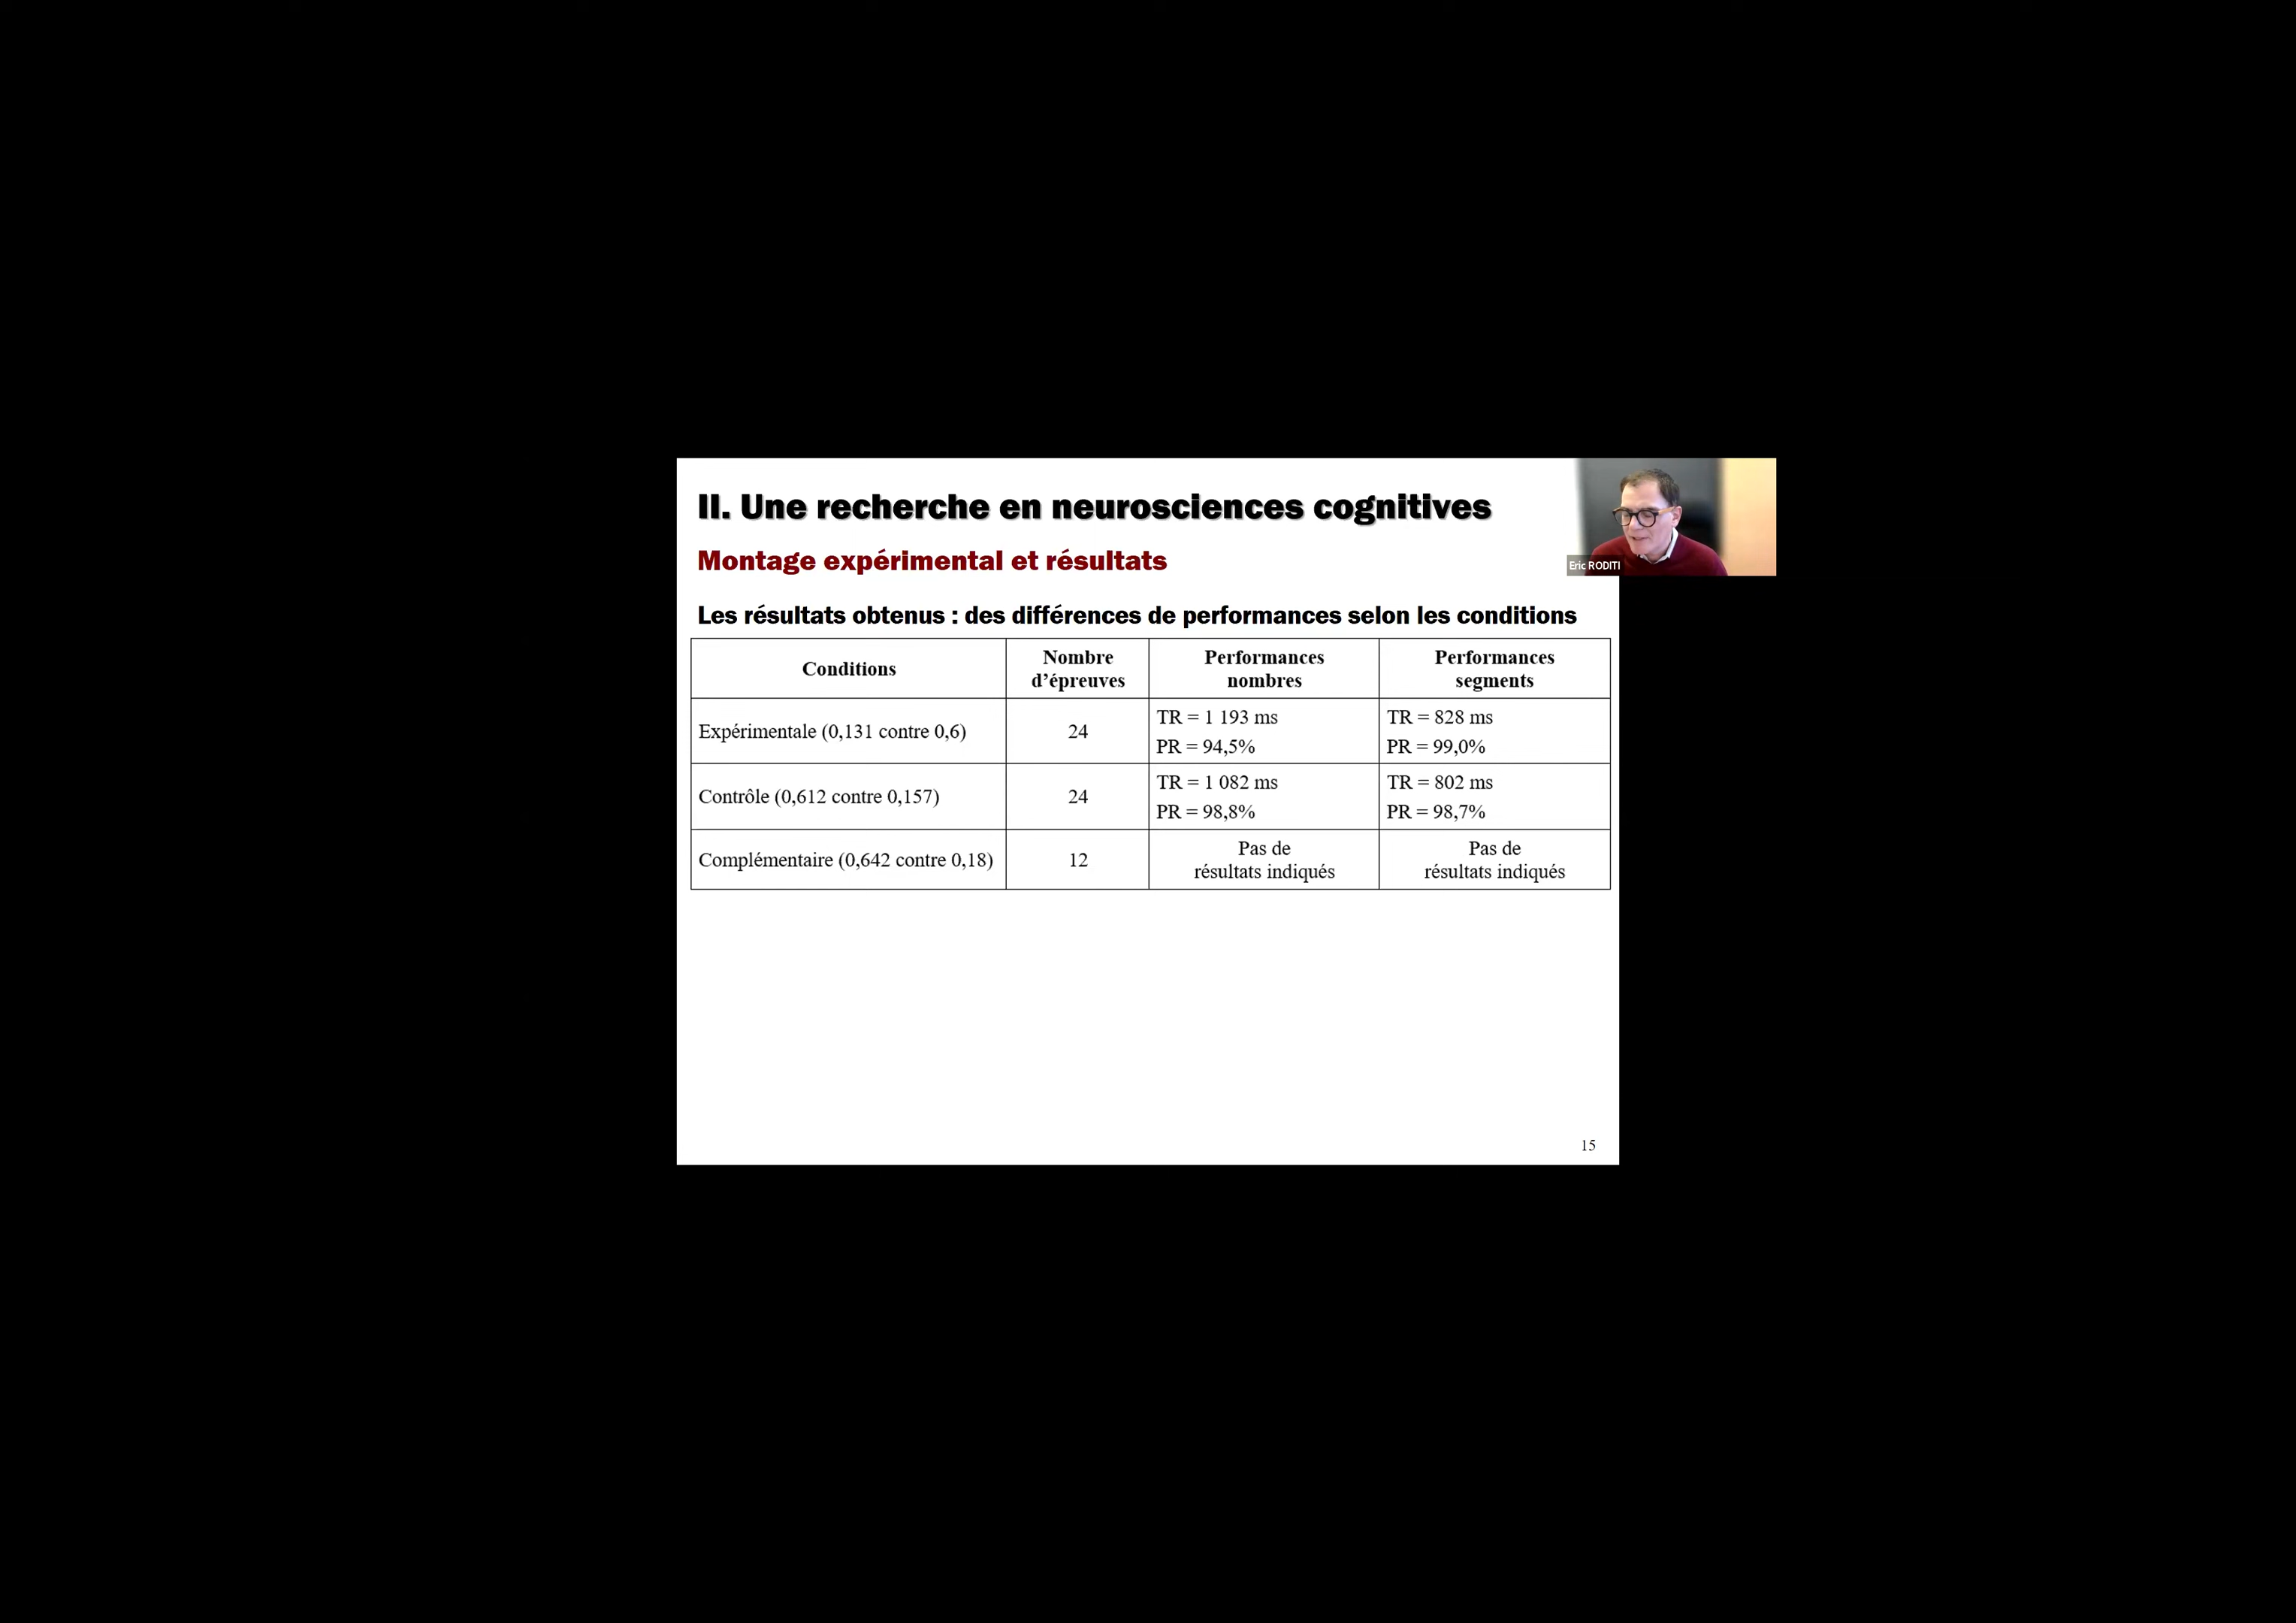 II. Une recherche en neurosciences cognitives
Montage expérimental et résultats
Eric RODITI
Les résultats obtenus : des différences de performances selon les conditions
Conditions
Nombre
d’épreuves
Performances
nombres
Performances
segments
Expérimentale (0,131 contre 0,6)
24
TR = 1 193 ms
PR = 94,5%
TR = 828 ms
PR = 99,0%
Contrôle (0,612 contre 0,157)
24
TR = 1 082 ms
PR = 98,8%
TR = 802 ms
PR = 98,7%
Complémentaire (0,642 contre 0,18)
12
Pas de
résultats indiqués
Pas de
résultats indiqués
15